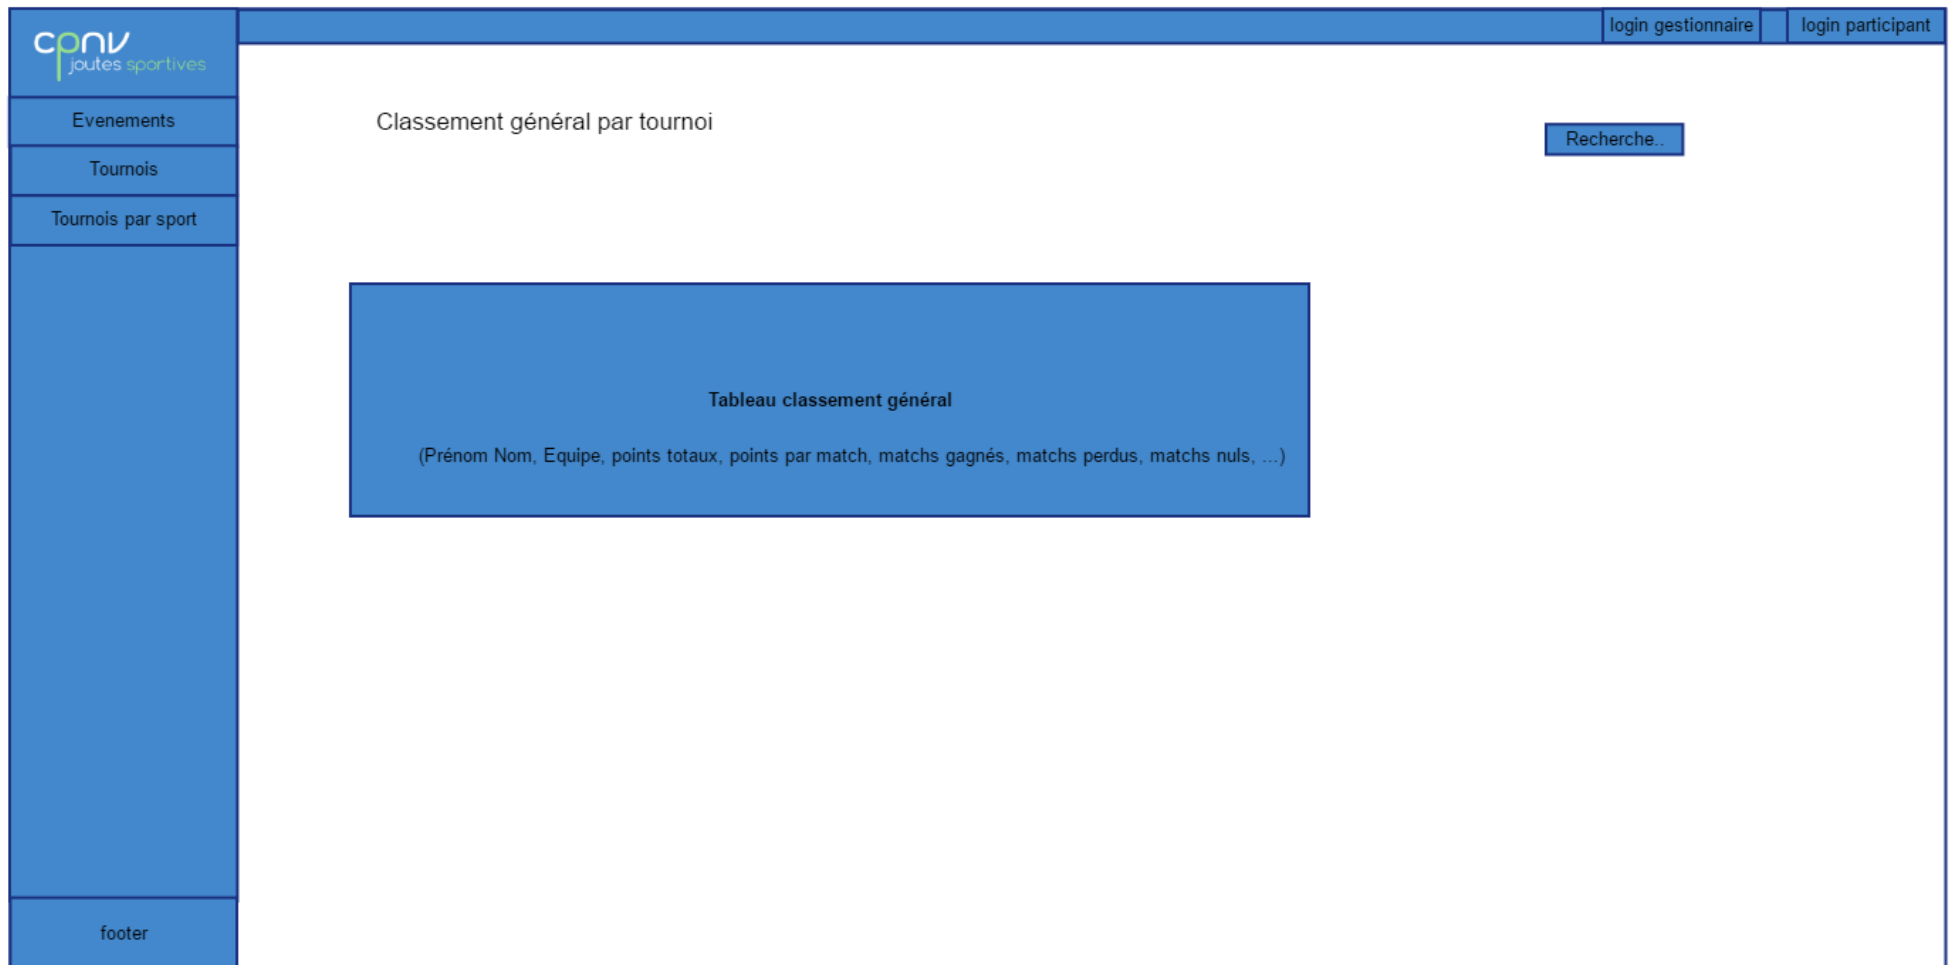 cpnv
joutes sportives
login gestionnaire
login participant
Evenements
Tournois
Tournois par sport
footer
Classement général par tournoi
Recherche..
Tableau classement général
(Prénom Nom, Equipe, points totaux, points par match, matchs gagnés, matchs perdus, matchs nuls, ...)